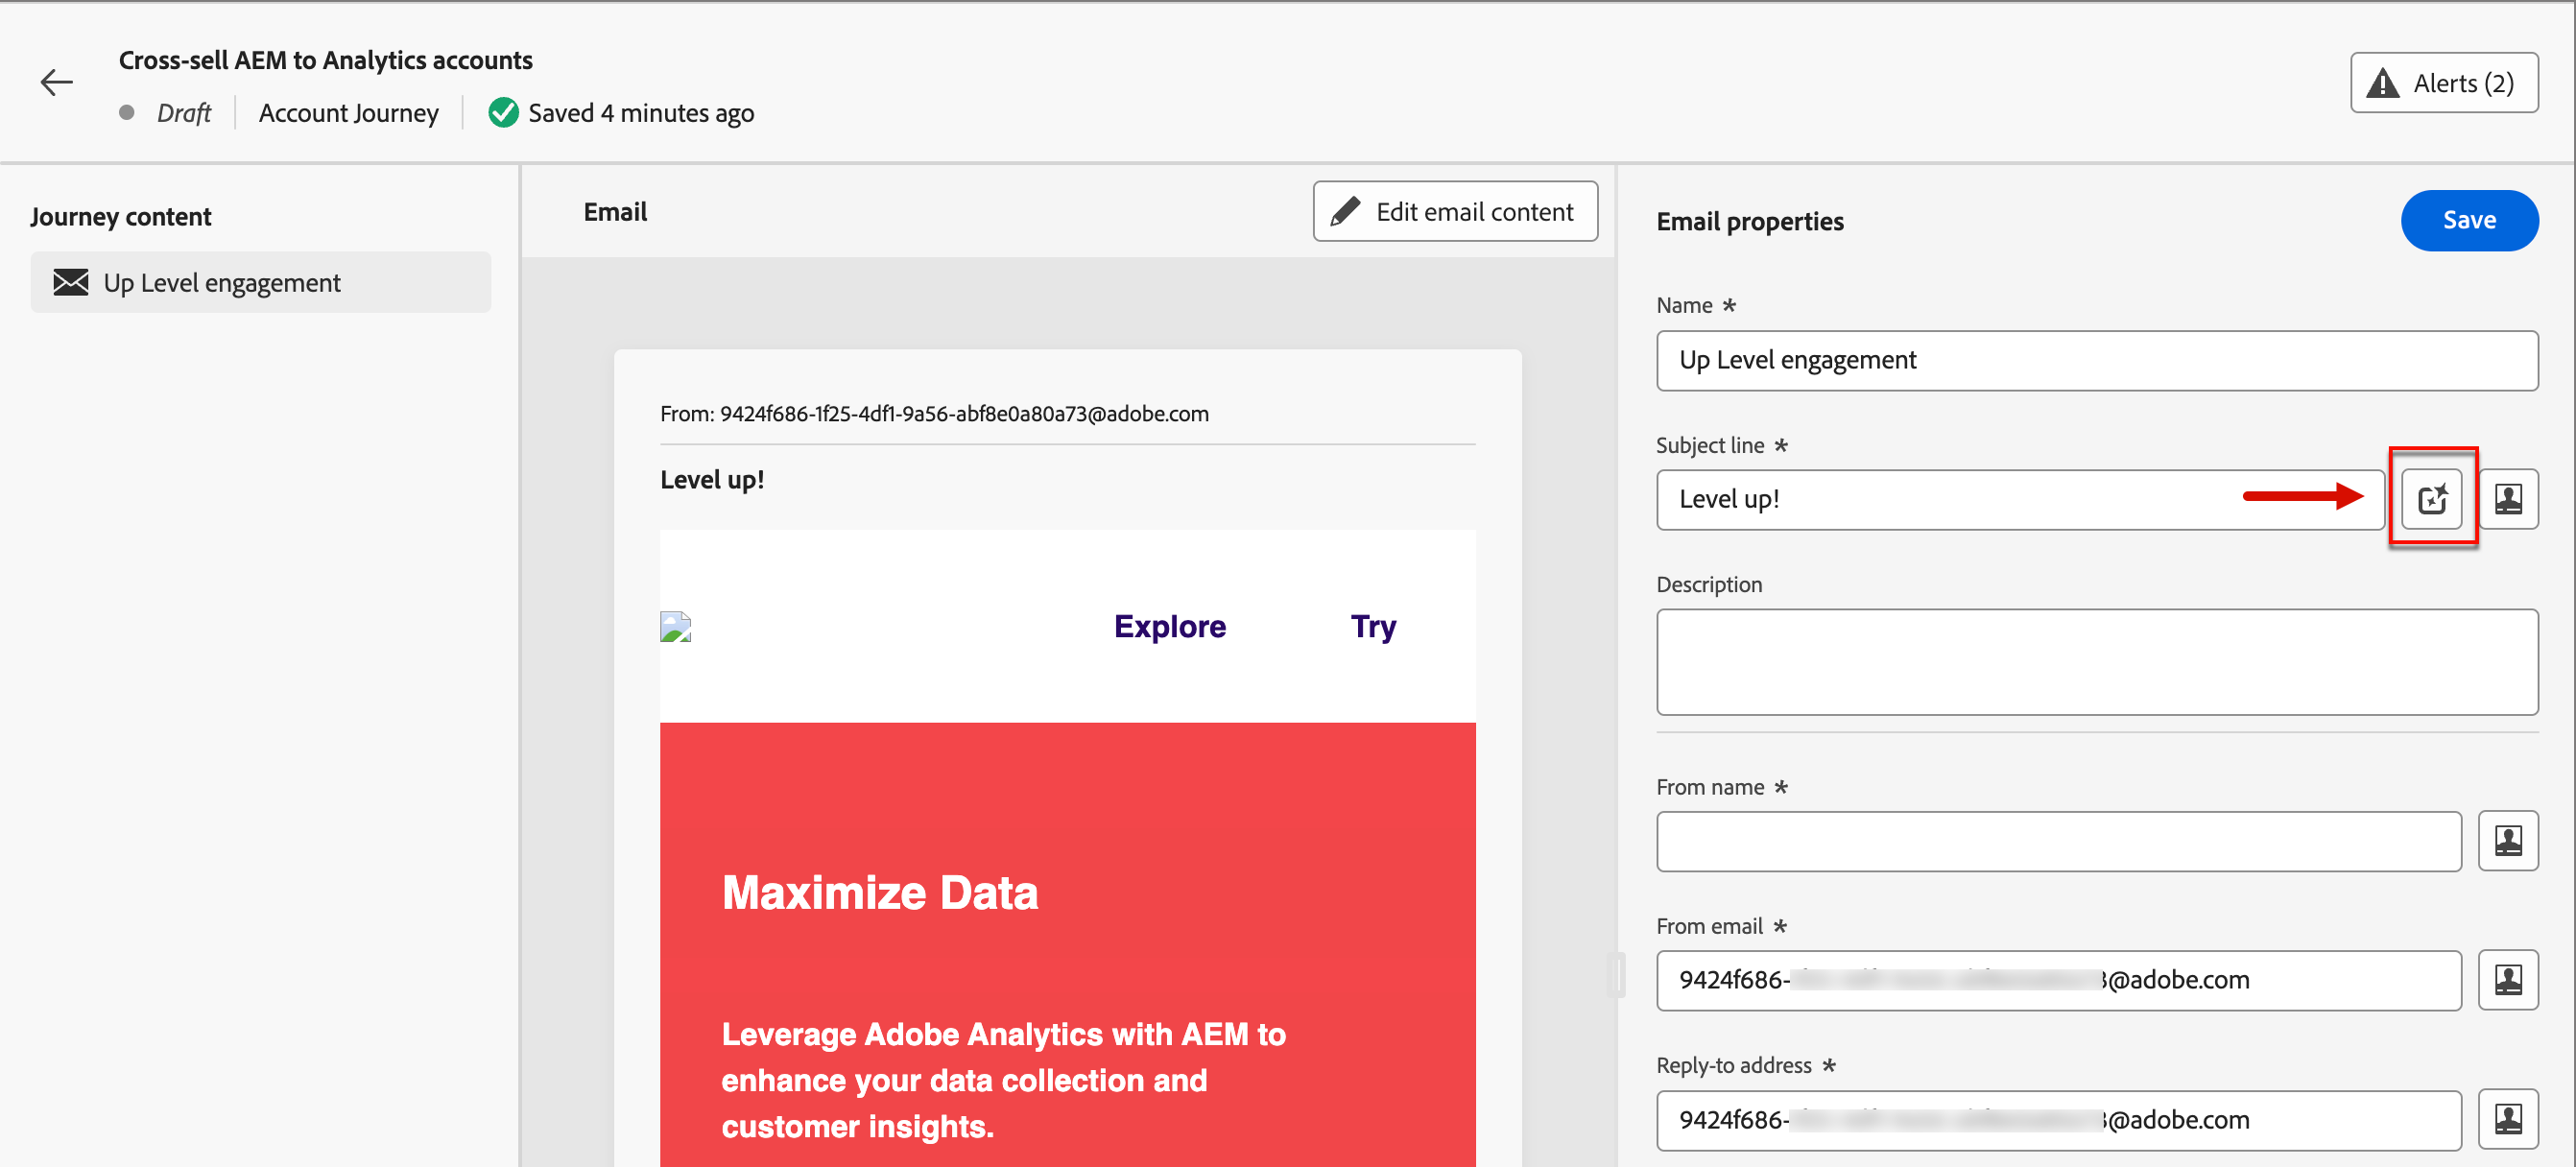 Cross-sell AEM to Analytics accounts
Draft
Account Journey
Saved 4 minutes ago
Alerts (2)
Journey content
Up Level engagement
Email
Edit email content
From: 9424f686-1f25-4df1-9a56-abf8e0a80a73@adobe.com
Level up!
Explore
Try
Maximize Data
Leverage Adobe Analytics with AEM to
enhance your data collection and
customer insights.
Email properties
Save
Name *
Up Level engagement
Subject line *
Level up!
Description
From name *
From email *
9424f686- @adobe.com
Reply-to address *
9424f686- @adobe.com